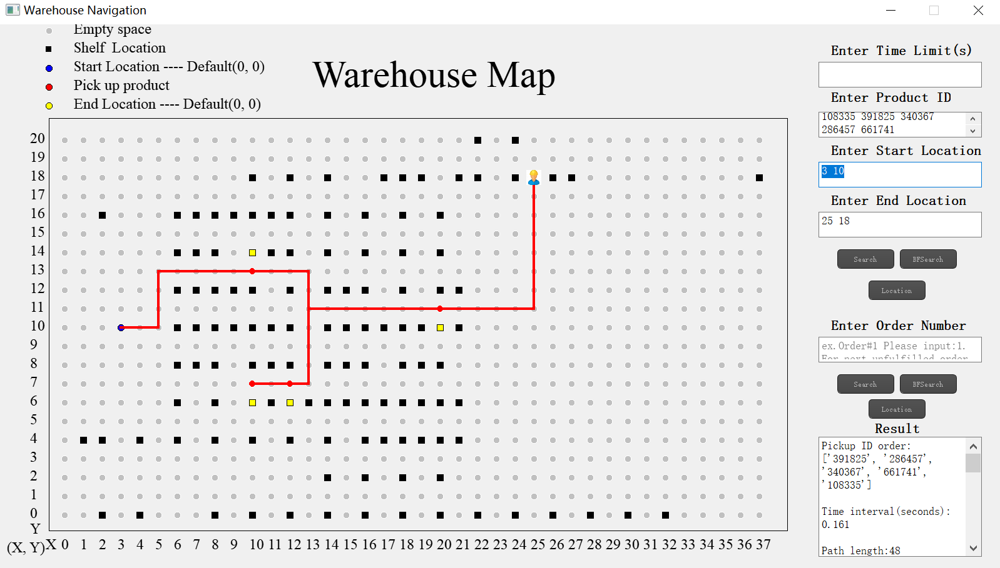 Warehouse Navigation
Empty space
Shelf Location
Start Location ---- Default(0, 0)
Pick up product
End Location ---- Default(0, 0)
Warehouse Map
20
19
18
17
16
15
14
13
12
11
10
9
8
7
6
5
4
3
2
1
0
Y
(X, Y)
X 0 1 2 3 4 5 6 7 8 9 10 11 12 13 14 15 16 17 18 19 20 21 22 23 24 25 26 27 28 29 30 31 32 33 34 35 36 37
Enter Time Limit(s)
Enter Product ID
108335 391825 340367
286457 661741
Enter Start Location
3 10
Enter End Location
25 18
Search
BFSearch
Location
Enter Order Number
ex.Order#1 Please input:1.
For next unfulfilled order
Search
BFSearch
Location
Result
Pickup ID order:
['391825', '286457',
'340367', '661741',
'108335']
Time interval(seconds):
0.161
Path length:48